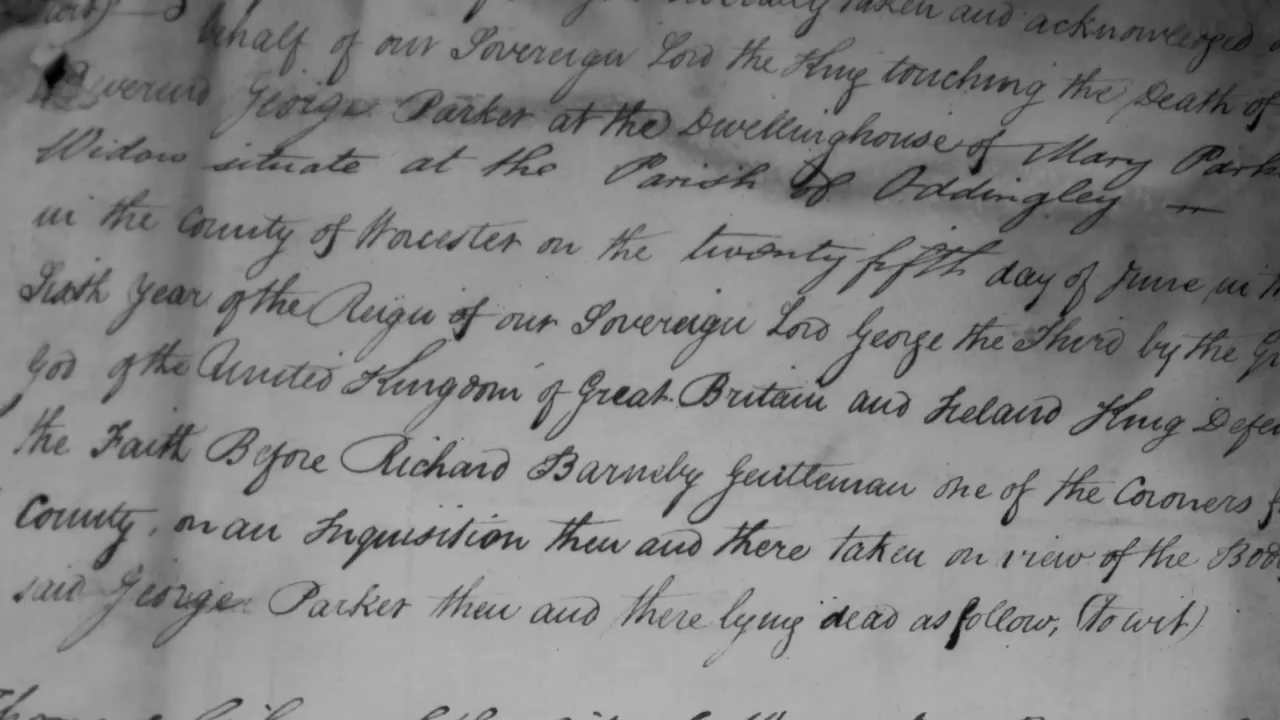 taken and acknowledged
behalf of our Sovereign Lord the King touching the Death of
Reverend George Parker at the Dwellinghouse of Mary Park
Widow situate at the Parish of Oddingley —
in the County of Worcester on the twenty fifth day of June in
Sixth Year of the Reign of our Sovereign Lord George the Third by the Gr
God of the United Kingdom of Great Britain and Ireland King Defen
the Faith Before Richard Barneby Gentleman one of the Coroners f
County, on an Inquisition then and there taken on view of the Bod
said George Parker then and there lying dead as follow, (to wit)